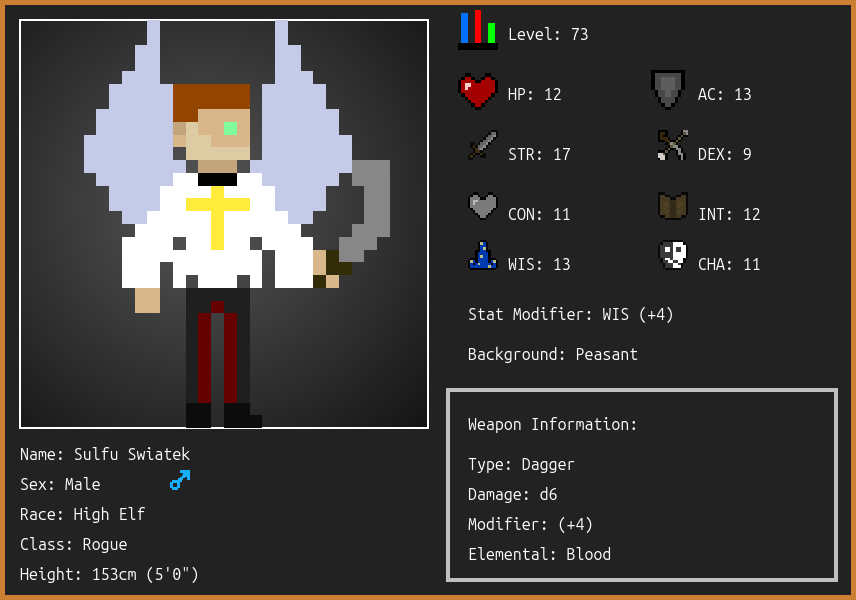 Level: 73
HP: 12
AC: 13
STR: 17
DEX: 9
CON: 11
INT: 12
WIS: 13
CHA: 11
Stat Modifier: WIS (+4)
Background: Peasant
Weapon Information:
Type: Dagger
Damage: d6
Modifier: (+4)
Elemental: Blood
Name: Sulfu Swiatek
Sex: Male
Race: High Elf
Class: Rogue
Height: 153cm (5'0")